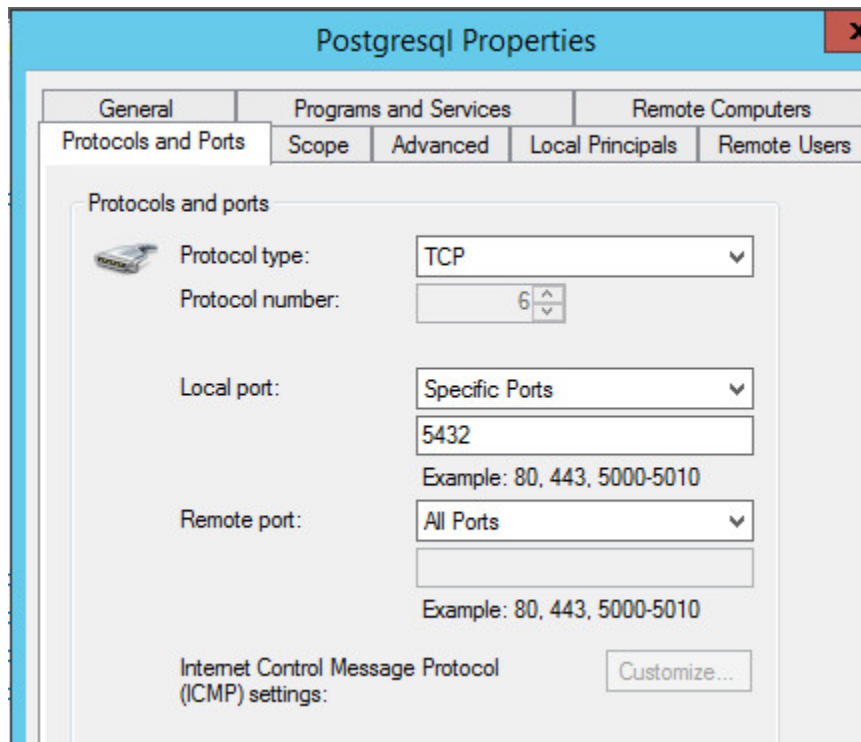 Postgresql Properties
x
General Programs and Services Remote Computers
Protocols and Ports Scope Advanced Local Principals Remote Users
Protocols and ports
Protocol type: TCP
Protocol number: 6
Local port: Specific Ports
5432
Example: 80, 443, 5000-5010
Remote port: All Ports
Example: 80, 443, 5000-5010
Internet Control Message Protocol
(ICMP) settings: Customize...